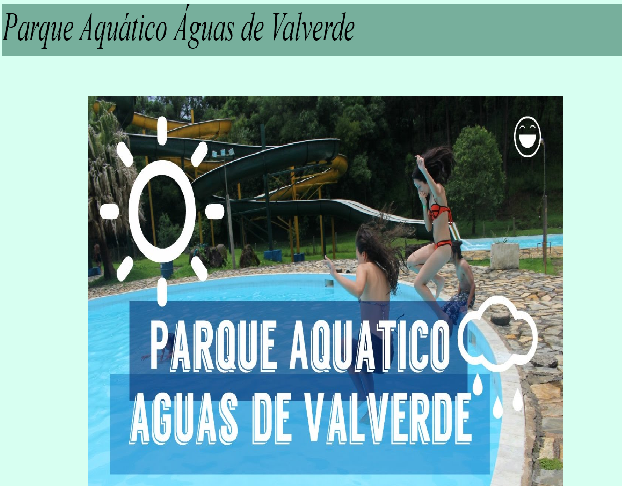 Parque Aquático Águas de Valverde
PARQUE AQUATICO
AGUAS DE VALVERDE